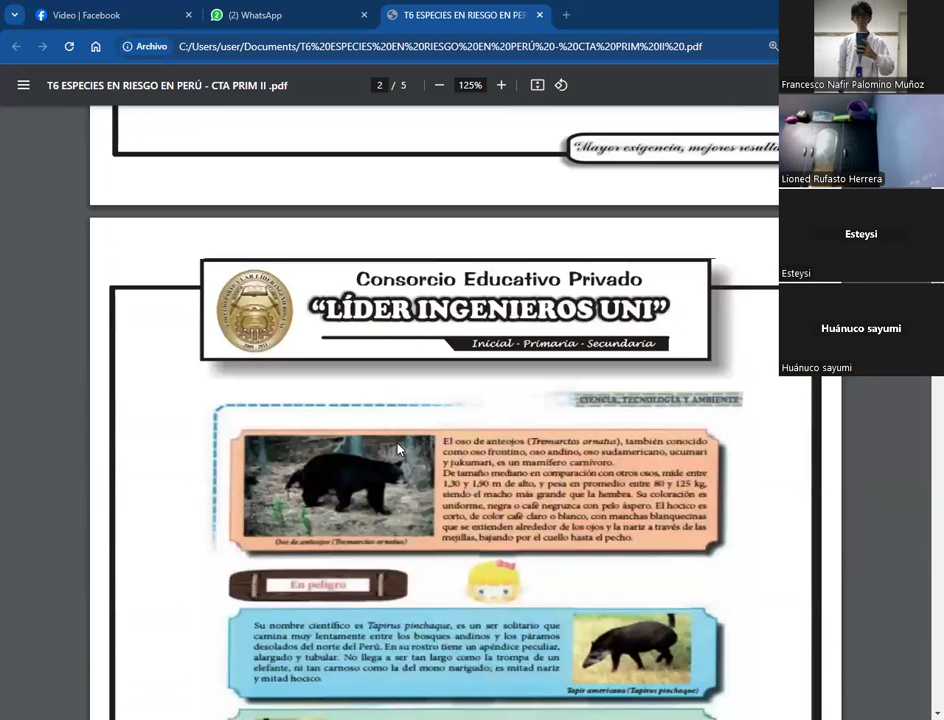 Video | Facebook
(2) WhatsApp
T6 ESPECIES EN RIESGO EN PER
Archivo
C:/Users/user/Documents/T6%20ESPECIES%20EN%20RIESGO%20EN%20PERÚ%20-%20CTA%20PRIM%20II%20.pdf
T6 ESPECIES EN RIESGO EN PERÚ - CTA PRIM II .pdf
2 / 5
125%
Francesco Nafir Palomino Muñoz
Lioned Rufasto Herrera
Esteysi
Esteysi
Huánuco sayumi
Huánuco sayumi
"Mayor exigencia, mejores resulta
Consorcio Educativo Privado
"LÍDER INGENIEROS UNI"
Inicial - Primaria - Secundaria
CIENCIA, TECNOLOGÍA Y AMBIENTE
El oso de anteojos (Tremarctos ornatus), también conocido
como oso frontino, oso andino, oso sudamericano, ucumari
y jukumari, es un mamífero carnívoro.
De tamaño mediano en comparación con otros osos, mide entre
1,30 y 1,90 m de alto, y pesa en promedio entre 80 y 125 kg,
siendo el macho más grande que la hembra. Su coloración es
uniforme, negra o café negruzca con pelo áspero. El hocico es
corto, de color café claro o blanco, con manchas blanquecinas
que se extienden alrededor de los ojos y la nariz a través de las
mejillas, bajando por el cuello hasta el pecho.
Oso de anteojos (Tremarctos ornatus)
En peligro
Su nombre científico es Tapirus pinchaque, es un ser solitario que
camina muy lentamente entre los bosques andinos y los páramos
desolados del norte del Perú. En su rostro tiene un apéndice peculiar,
alargado y tubular. No llega a ser tan largo como la trompa de un
elefante, ni tan carnoso como la del mono narigudo; es mitad nariz
y mitad hocico.
Tapir americano (Tapirus pinchaque)